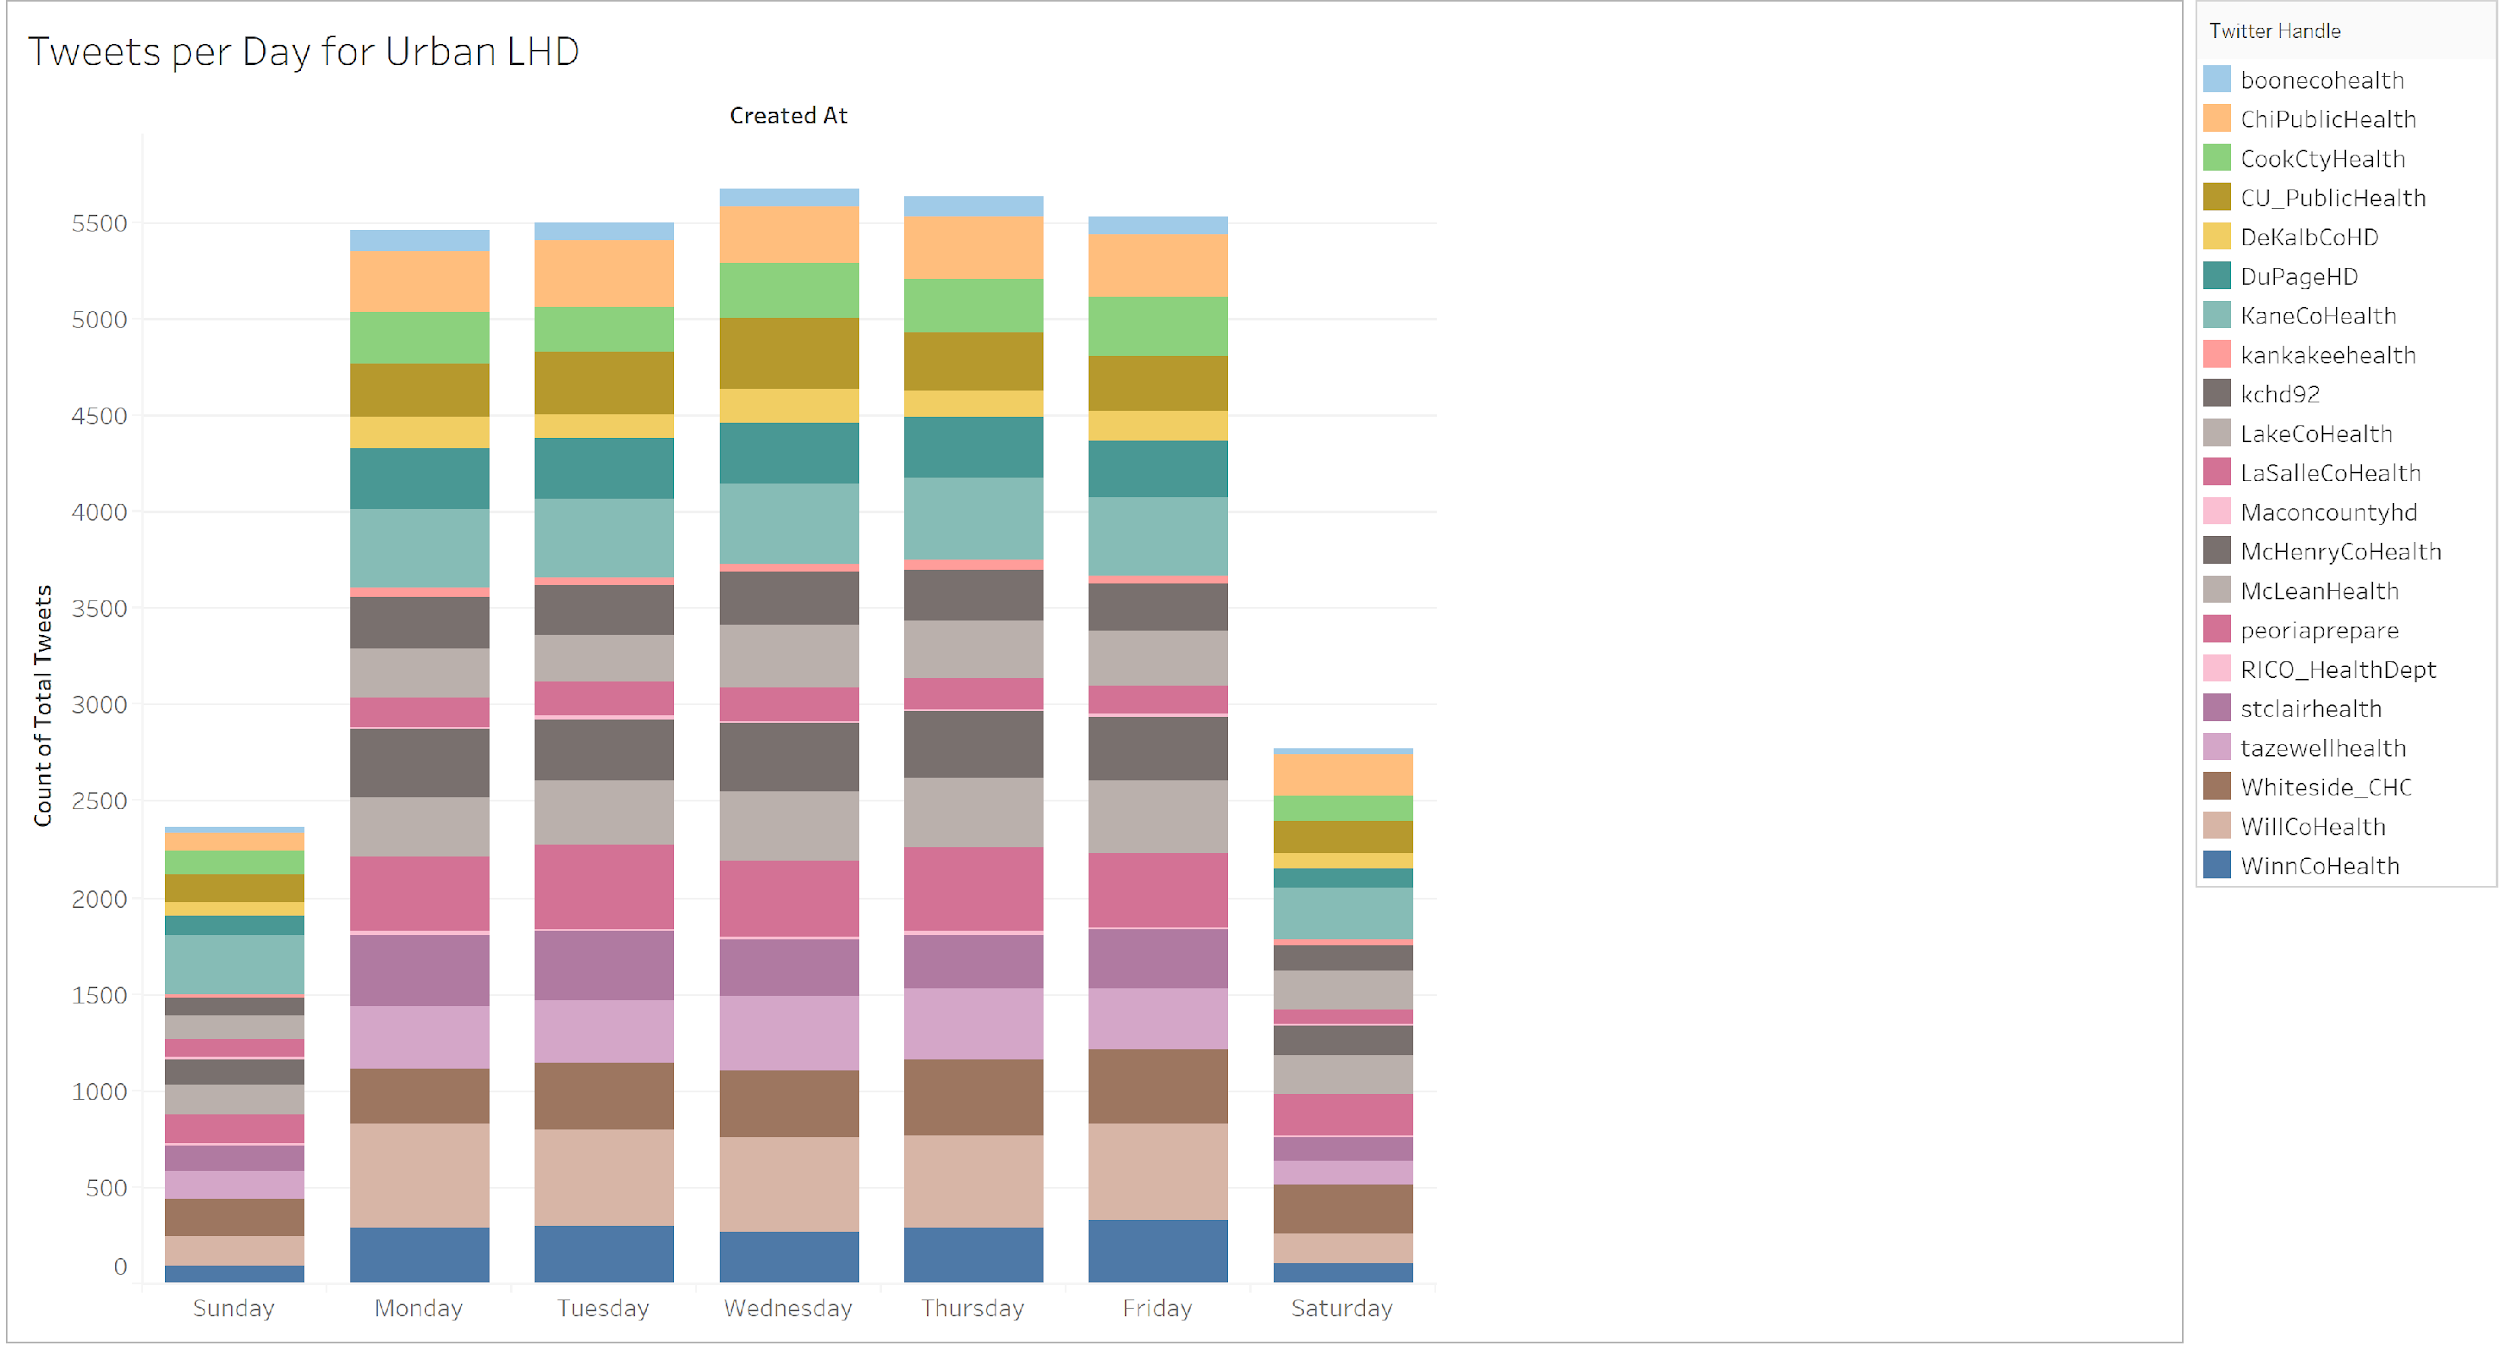 Tweets per Day for Urban LHD
Created At
Count of Total Tweets
5500
5000
4500
4000
3500
3000
2500
2000
1500
1000
500
0
Sunday
Monday
Tuesday
Wednesday
Thursday
Friday
Saturday
Twitter Handle
boonecohealth
ChiPublicHealth
CookCtyHealth
CU_PublicHealth
DeKalbCoHD
DuPageHD
KaneCoHealth
kankakeehealth
kchd92
LakeCoHealth
LaSalleCoHealth
Maconcountyhd
McHenryCoHealth
McLeanHealth
peoriaprepare
RICO_HealthDept
stclairhealth
tazewellhealth
Whiteside_CHC
WillCoHealth
WinnCoHealth